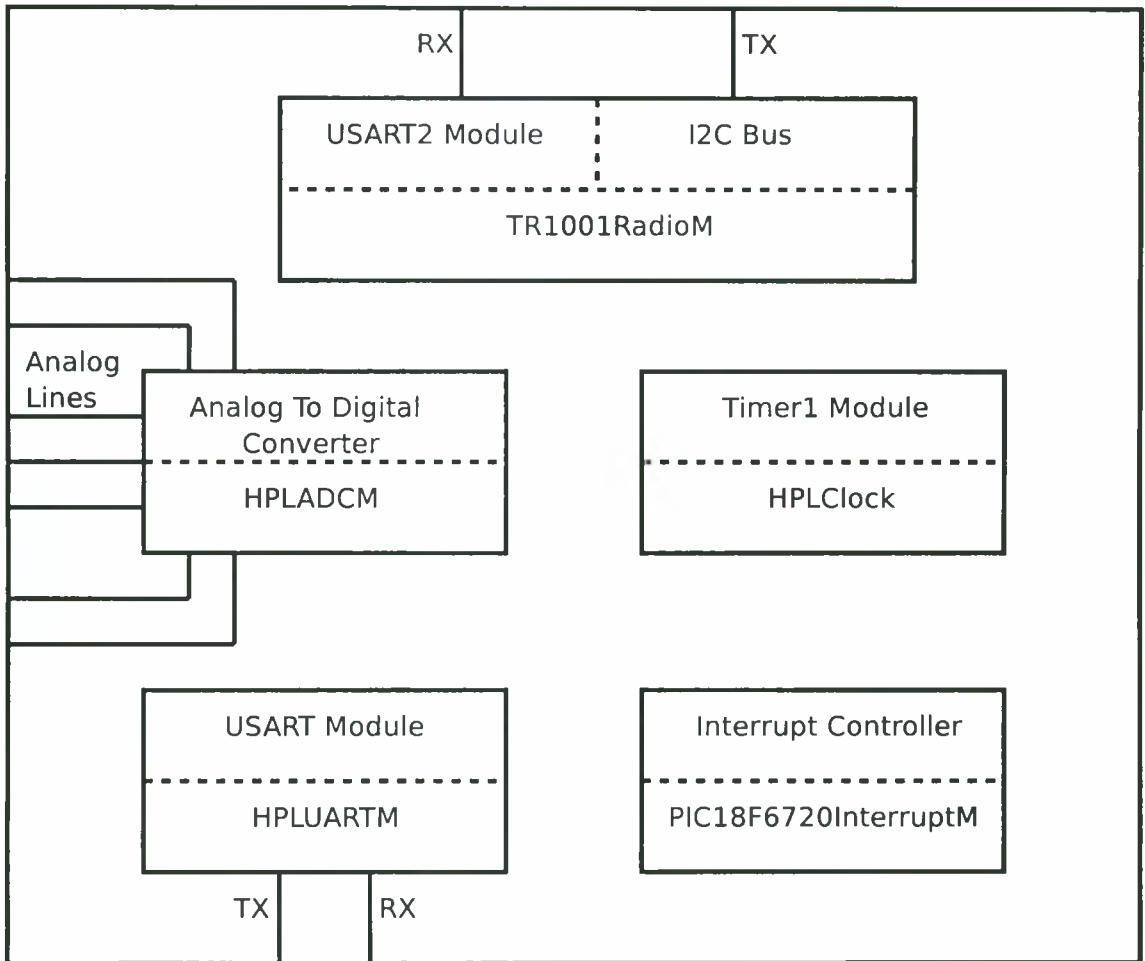 RX
TX
USART2 Module
I2C Bus
TR1001RadioM
Analog
Lines
Analog To Digital
Converter
HPLADCM
Timer1 Module
HPLClock
USART Module
HPLUARTM
Interrupt Controller
PIC18F6720InterruptM
TX
RX